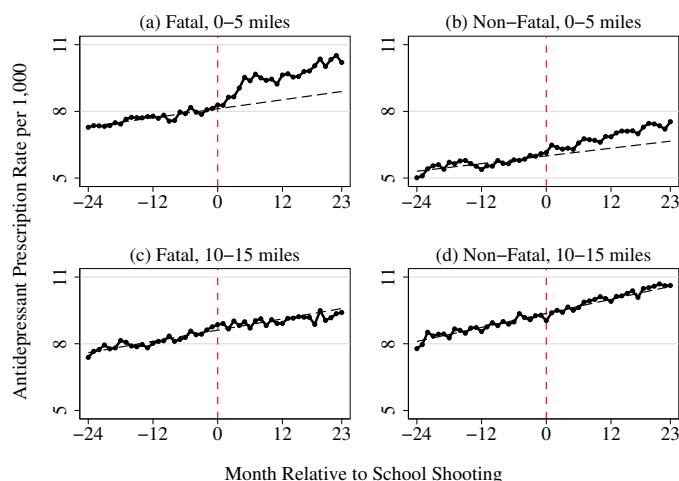 (a) Fatal, 0−5 miles
(b) Non−Fatal, 0−5 miles
Antidepressant Prescription Rate per 1,000
11
8
5
−24 −12 0 12 23
11
8
5
−24 −12 0 12 23
(c) Fatal, 10−15 miles
(d) Non−Fatal, 10−15 miles
11
8
5
−24 −12 0 12 23
11
8
5
−24 −12 0 12 23
Month Relative to School Shooting